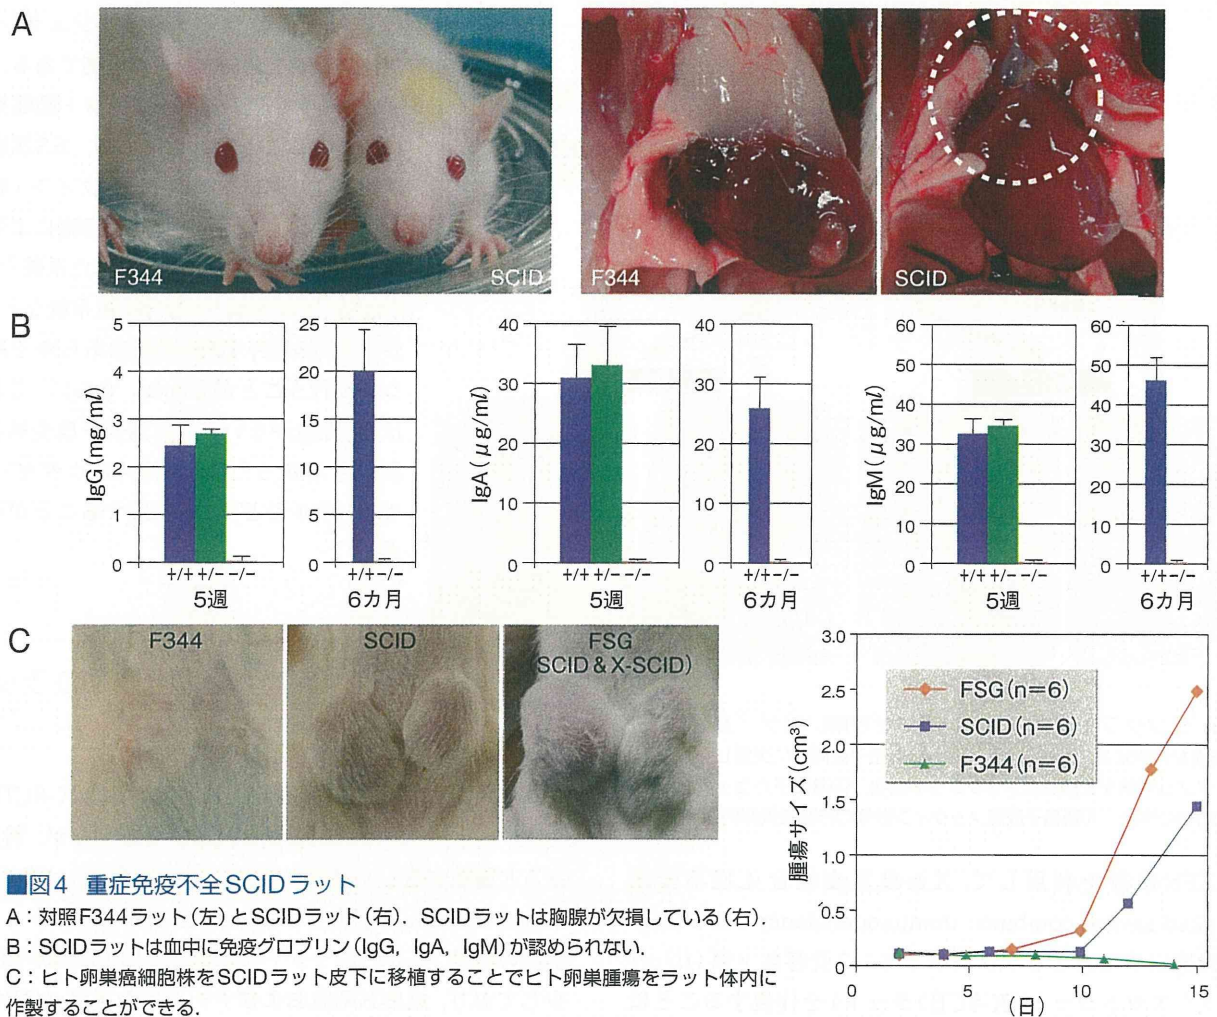 A
F344
SCID
F344
SCID
B
IgG(mg/ml)
5
4
3
2
1
0
+/+ +/- -/-
5週
25
20
15
10
5
0
+/+ -/-
6カ月
IgA(μg/ml)
40
30
20
10
0
+/+ +/- -/-
5週
40
30
20
10
0
+/+ -/-
6カ月
IgM(μg/ml)
60
50
40
30
20
10
0
+/+ +/- -/-
5週
60
50
40
30
20
10
0
+/+ -/-
6カ月
C
F344
SCID
FSG
SCID & X-SCID)
腫瘍サイズ(cm³)
3.0
2.5
2.0
1.5
1.0
0
FSG(n=6)
SCID(n=6)
F344(n=6)
0
5
10
15
(日)
■図4 重症免疫不全SCIDラット
A：対照F344ラット(左)とSCIDラット(右)．SCIDラットは胸腺が欠損している(右)．
B：SCIDラットは血中に免疫グロブリン(IgG，IgA，IgM)が認められない．
C：ヒト卵巣癌細胞株をSCIDラット皮下に移植することでヒト卵巣腫瘍をラット体内に
作製することができる．